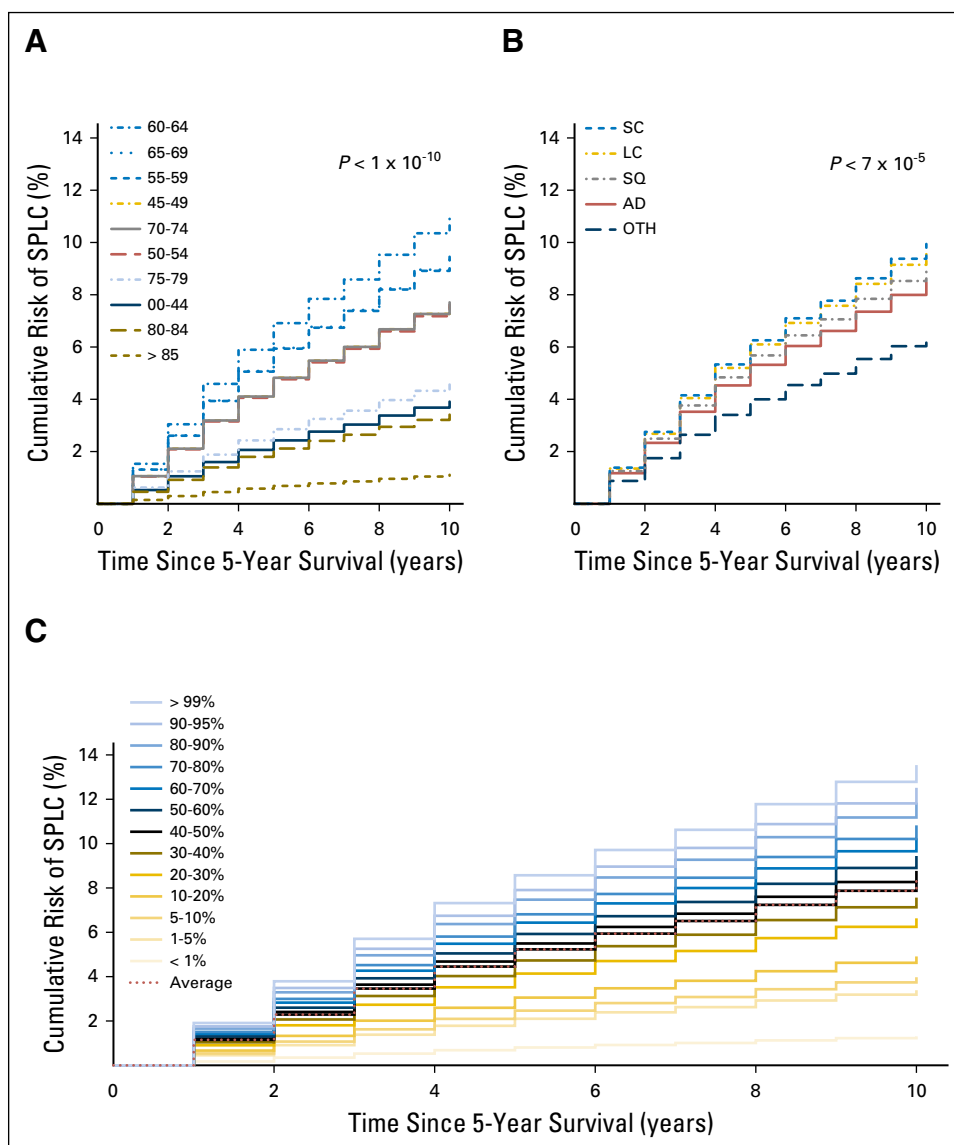 A
Cumulative Risk of SPLC (%)
14
12
10
8
6
4
2
60-64
65-69
55-59
45-49
70-74
50-54
75-79
00-44
80-84
> 85
P < 1 x 10⁻¹⁰
0 2 4 6 8 10
Time Since 5-Year Survival (years)
B
Cumulative Risk of SPLC (%)
14
12
10
8
6
4
2
SC
LC
SQ
AD
OTH
P < 7 x 10⁻⁵
0 2 4 6 8 10
Time Since 5-Year Survival (years)
C
Cumulative Risk of SPLC (%)
14
12
10
8
6
4
2
> 99%
90-95%
80-90%
70-80%
60-70%
50-60%
40-50%
30-40%
20-30%
10-20%
5-10%
1-5%
< 1%
Average
0 2 4 6 8 10
Time Since 5-Year Survival (years)